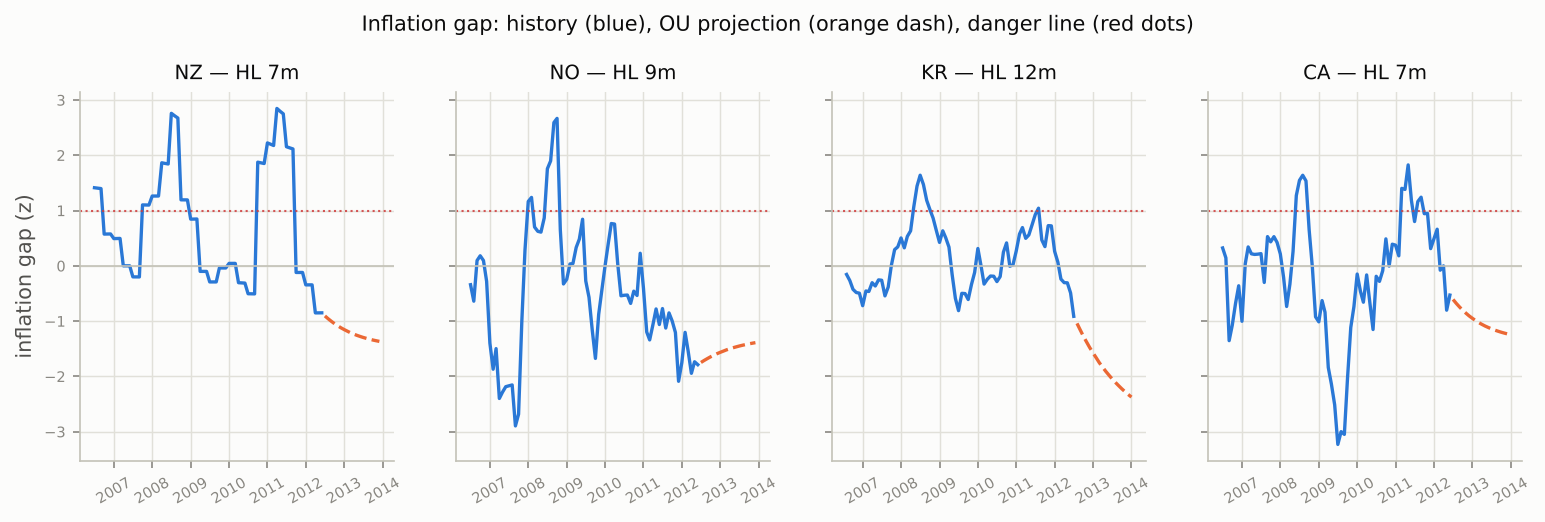 Inflation gap: history (blue), OU projection (orange dash), danger line (red dots)
NZ — HL 7m
NO — HL 9m
KR — HL 12m
CA — HL 7m
inflation gap (z)
3
2
1
0
−1
−2
−3
2007 2008 2009 2010 2011 2012 2013 2014
2007 2008 2009 2010 2011 2012 2013 2014
2007 2008 2009 2010 2011 2012 2013 2014
2007 2008 2009 2010 2011 2012 2013 2014